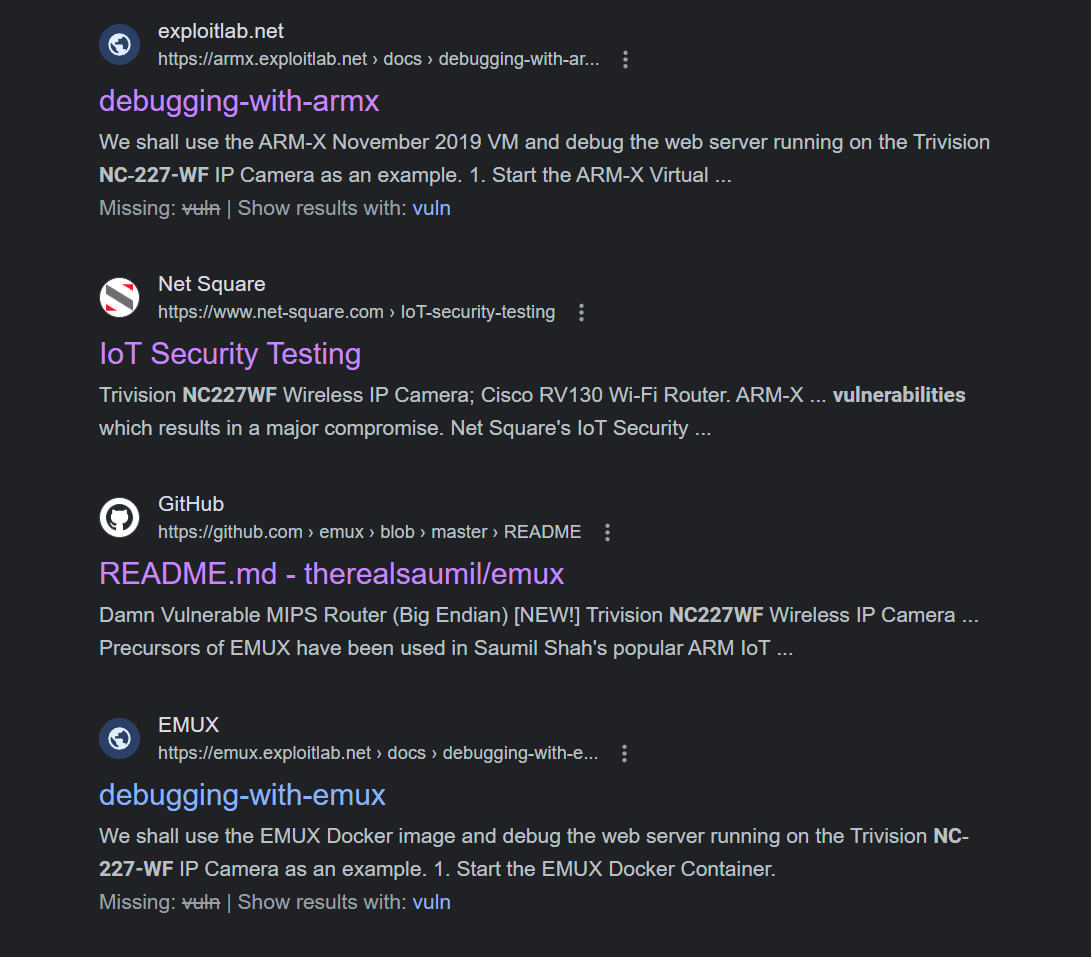 exploitlab.net
https://armx.exploitlab.net › docs › debugging-with-ar...
debugging-with-armx
We shall use the ARM-X November 2019 VM and debug the web server running on the Trivision
NC-227-WF IP Camera as an example. 1. Start the ARM-X Virtual ...
Missing: vuln | Show results with: vuln
Net Square
https://www.net-square.com › IoT-security-testing
IoT Security Testing
Trivision NC227WF Wireless IP Camera; Cisco RV130 Wi-Fi Router. ARM-X ... vulnerabilities
which results in a major compromise. Net Square's IoT Security ...
GitHub
https://github.com › emux › blob › master › README
README.md - therealsaumil/emux
Damn Vulnerable MIPS Router (Big Endian) [NEW!] Trivision NC227WF Wireless IP Camera ...
Precursors of EMUX have been used in Saumil Shah's popular ARM IoT ...
EMUX
https://emux.exploitlab.net › docs › debugging-with-e...
debugging-with-emux
We shall use the EMUX Docker image and debug the web server running on the Trivision NC-
227-WF IP Camera as an example. 1. Start the EMUX Docker Container.
Missing: vuln | Show results with: vuln